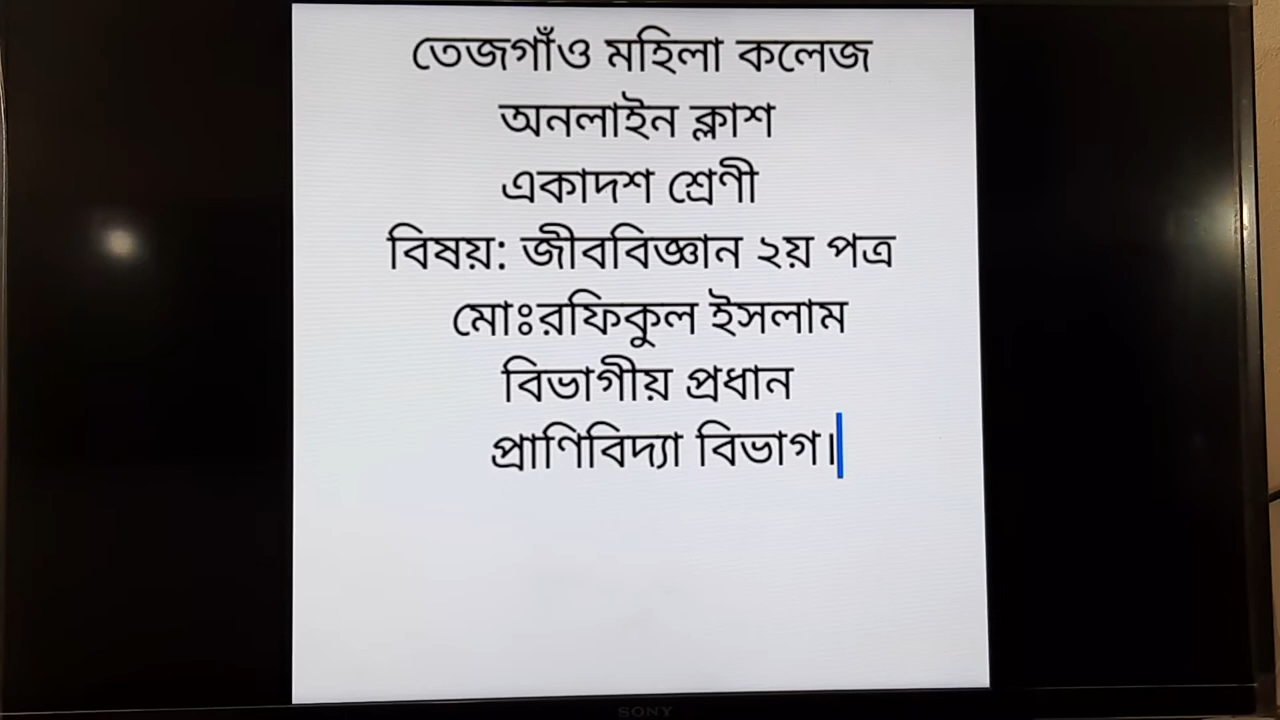 তেজগাঁও মহিলা কলেজ
অনলাইন ক্লাশ
একাদশ শ্রেণী
বিষয়: জীববিজ্ঞান ২য় পত্র
মোঃরফিকুল ইসলাম
বিভাগীয় প্রধান
প্রাণিবিদ্যা বিভাগ।
SONY